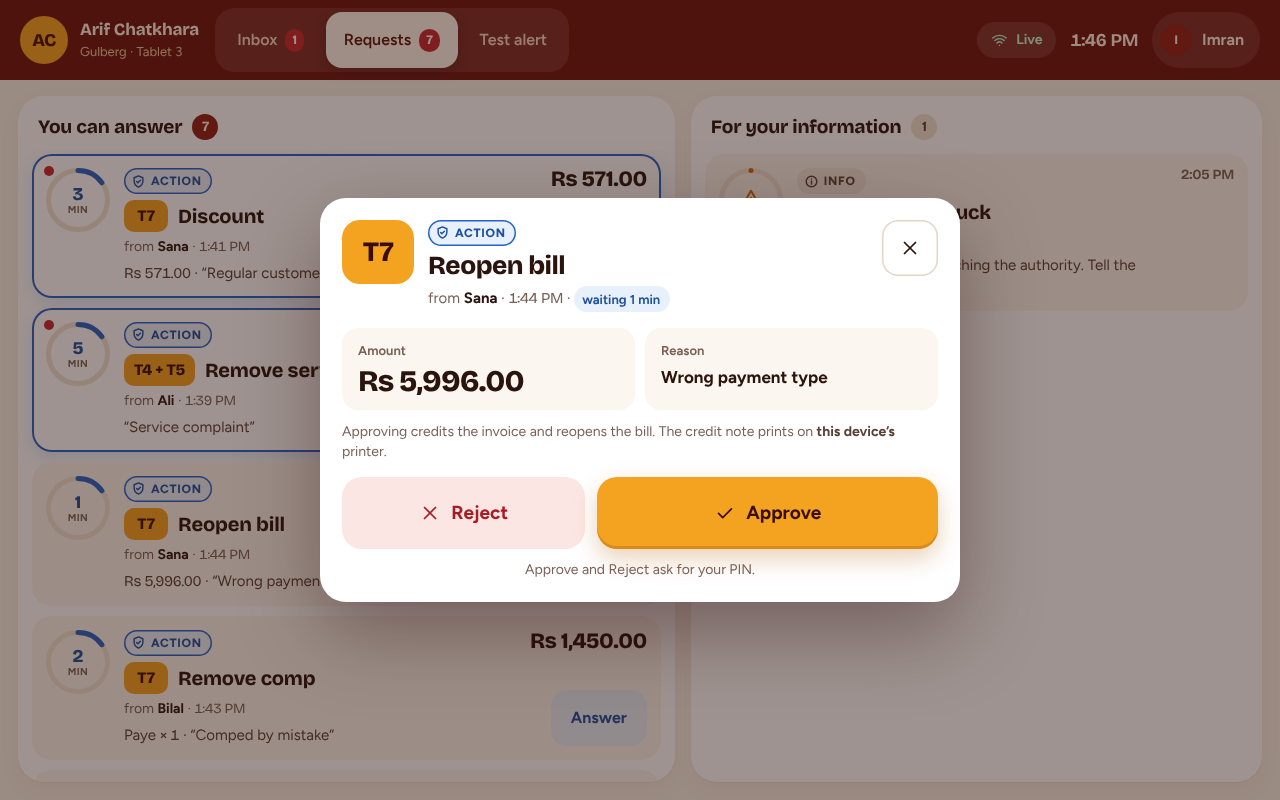 AC
Arif Chatkhara
Gulberg · Tablet 3
Inbox 1
Requests 7
Test alert
Live
1:46 PM
I Imran
You can answer 7
3 MIN
ACTION
Rs 571.00
T7 Discount
from Sana · 1:41 PM
Rs 571.00 · “Regular custome
5 MIN
ACTION
T4 + T5 Remove ser
from Ali · 1:39 PM
“Service complaint”
1 MIN
ACTION
T7 Reopen bill
from Sana · 1:44 PM
Rs 5,996.00 · “Wrong paymen
2 MIN
ACTION
Rs 1,450.00
T7 Remove comp
from Bilal · 1:43 PM
Paye × 1 · “Comped by mistake”
Answer
For your information 1
INFO
2:05 PM
uck
ching the authority. Tell the
T7
ACTION
Reopen bill
from Sana · 1:44 PM · waiting 1 min
Amount
Rs 5,996.00
Reason
Wrong payment type
Approving credits the invoice and reopens the bill. The credit note prints on this device’s
printer.
Reject
Approve
Approve and Reject ask for your PIN.